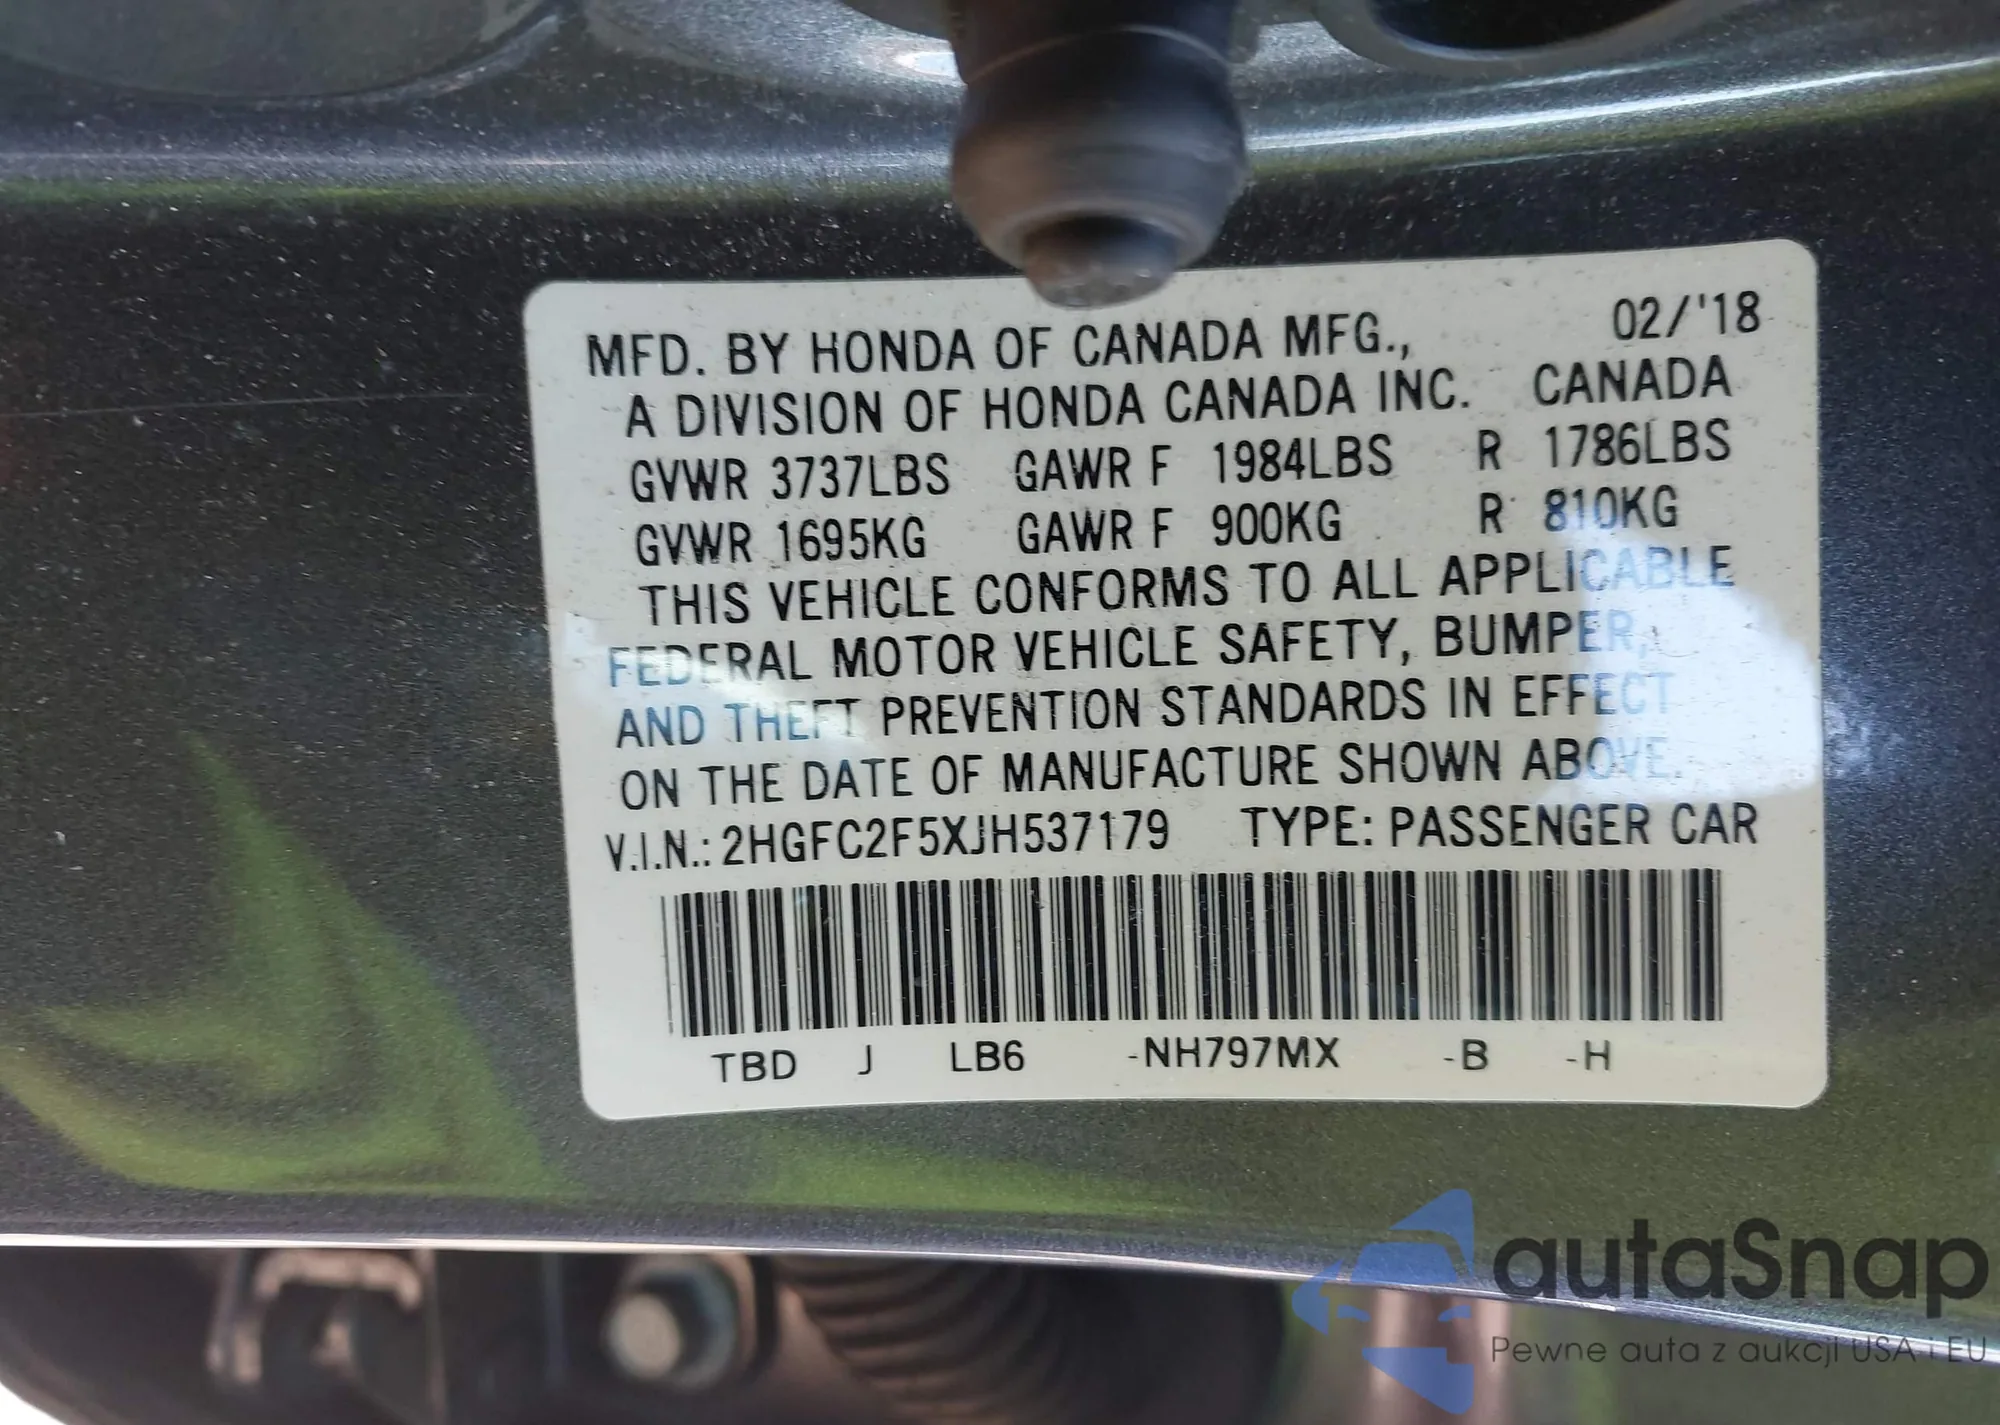 MFD. BY HONDA OF CANADA MFG., 02/'18
A DIVISION OF HONDA CANADA INC. CANADA
GVWR 3737LBS GAWR F 1984LBS R 1786LBS
GVWR 1695KG GAWR F 900KG R 810KG
THIS VEHICLE CONFORMS TO ALL APPLICABLE
FEDERAL MOTOR VEHICLE SAFETY, BUMPER,
AND THEFT PREVENTION STANDARDS IN EFFECT
ON THE DATE OF MANUFACTURE SHOWN ABOVE.
V.I.N.: 2HGFC2F5XJH537179 TYPE: PASSENGER CAR
TBD J LB6 -NH797MX -B -H
autaSnap
Pewne auta z aukcji USA i EU